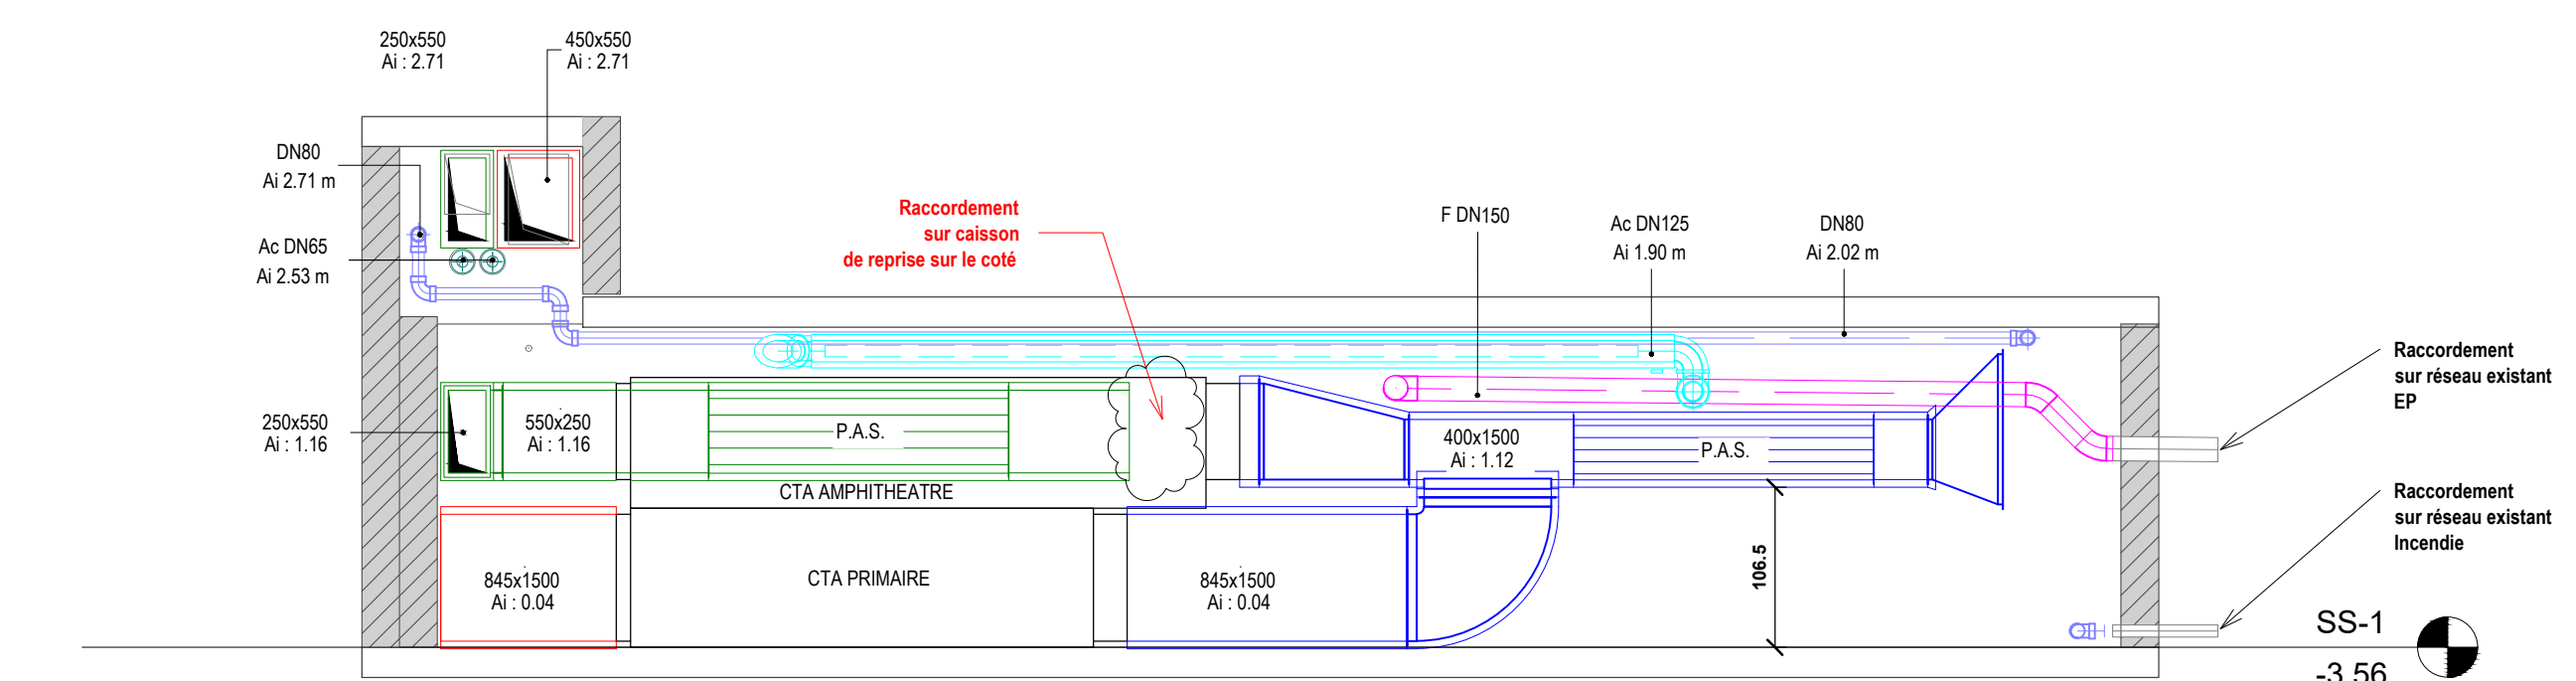 250x550
Ai : 2.71
450x550
Ai : 2.71
DN80
Ai 2.71 m
Ac DN65
Ai 2.53 m
Raccordement
sur caisson
de reprise sur le coté
F DN150
Ac DN125
Ai 1.90 m
DN80
Ai 2.02 m
Raccordement
sur réseau existant
EP
250x550
Ai : 1.16
550x250
Ai : 1.16
P.A.S.
400x1500
Ai : 1.12
P.A.S.
CTA AMPHITHEATRE
Raccordement
sur réseau existant
Incendie
845x1500
Ai : 0.04
CTA PRIMAIRE
845x1500
Ai : 0.04
106.5
SS-1
-3.56